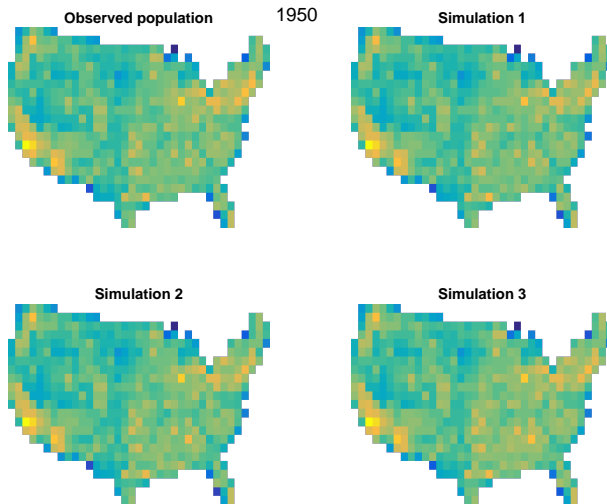 Observed population
1950
Simulation 1
Simulation 2
Simulation 3